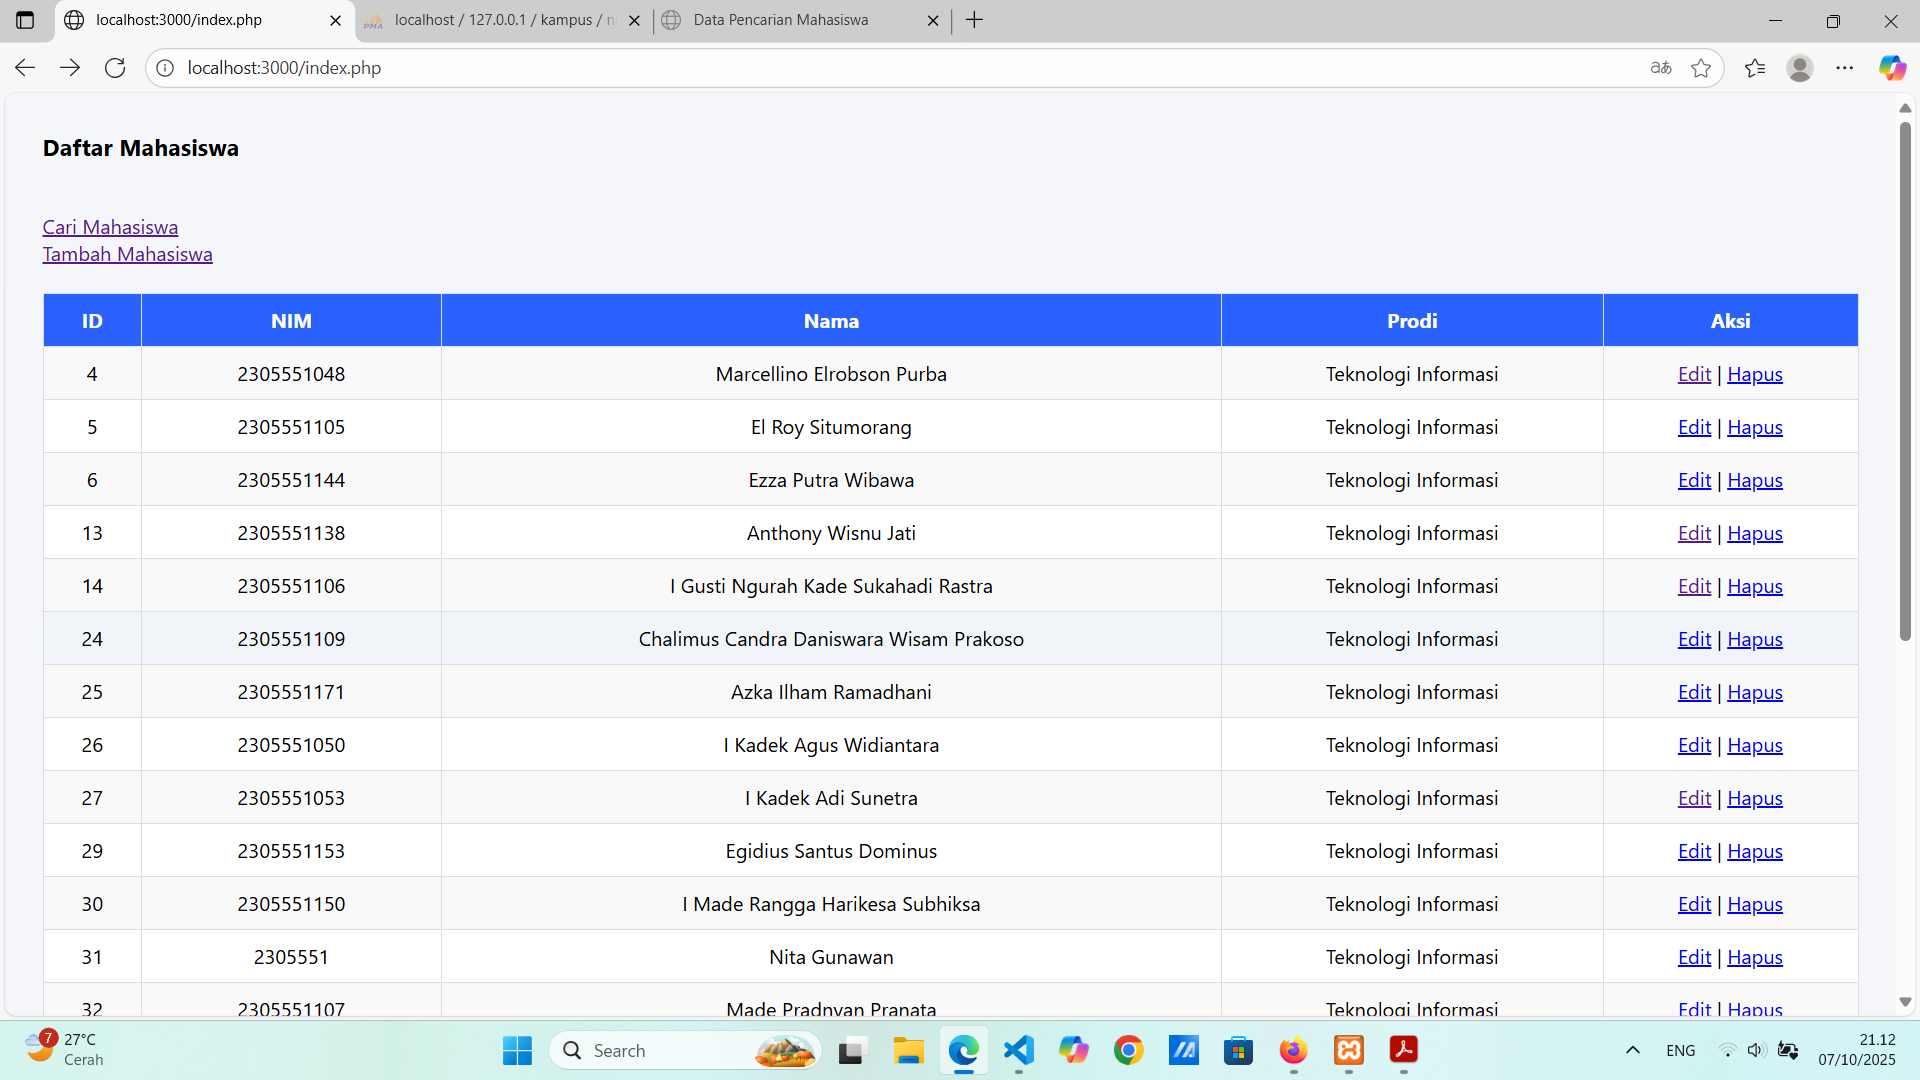 localhost:3000/index.php
localhost / 127.0.0.1 / kampus /
Data Pencarian Mahasiswa
localhost:3000/index.php
Daftar Mahasiswa
Cari Mahasiswa
Tambah Mahasiswa
ID NIM Nama Prodi Aksi
4 2305551048 Marcellino Elrobson Purba Teknologi Informasi Edit | Hapus
5 2305551105 El Roy Situmorang Teknologi Informasi Edit | Hapus
6 2305551144 Ezza Putra Wibawa Teknologi Informasi Edit | Hapus
13 2305551138 Anthony Wisnu Jati Teknologi Informasi Edit | Hapus
14 2305551106 I Gusti Ngurah Kade Sukahadi Rastra Teknologi Informasi Edit | Hapus
24 2305551109 Chalimus Candra Daniswara Wisam Prakoso Teknologi Informasi Edit | Hapus
25 2305551171 Azka Ilham Ramadhani Teknologi Informasi Edit | Hapus
26 2305551050 I Kadek Agus Widiantara Teknologi Informasi Edit | Hapus
27 2305551053 I Kadek Adi Sunetra Teknologi Informasi Edit | Hapus
29 2305551153 Egidius Santus Dominus Teknologi Informasi Edit | Hapus
30 2305551150 I Made Rangga Harikesa Subhiksa Teknologi Informasi Edit | Hapus
31 2305551 Nita Gunawan Teknologi Informasi Edit | Hapus
32 2305551107 Made Pradnyan Pranata Teknologi Informasi Edit | Hapus
7
27°C
Cerah
Search
ENG
21.12
07/10/2025